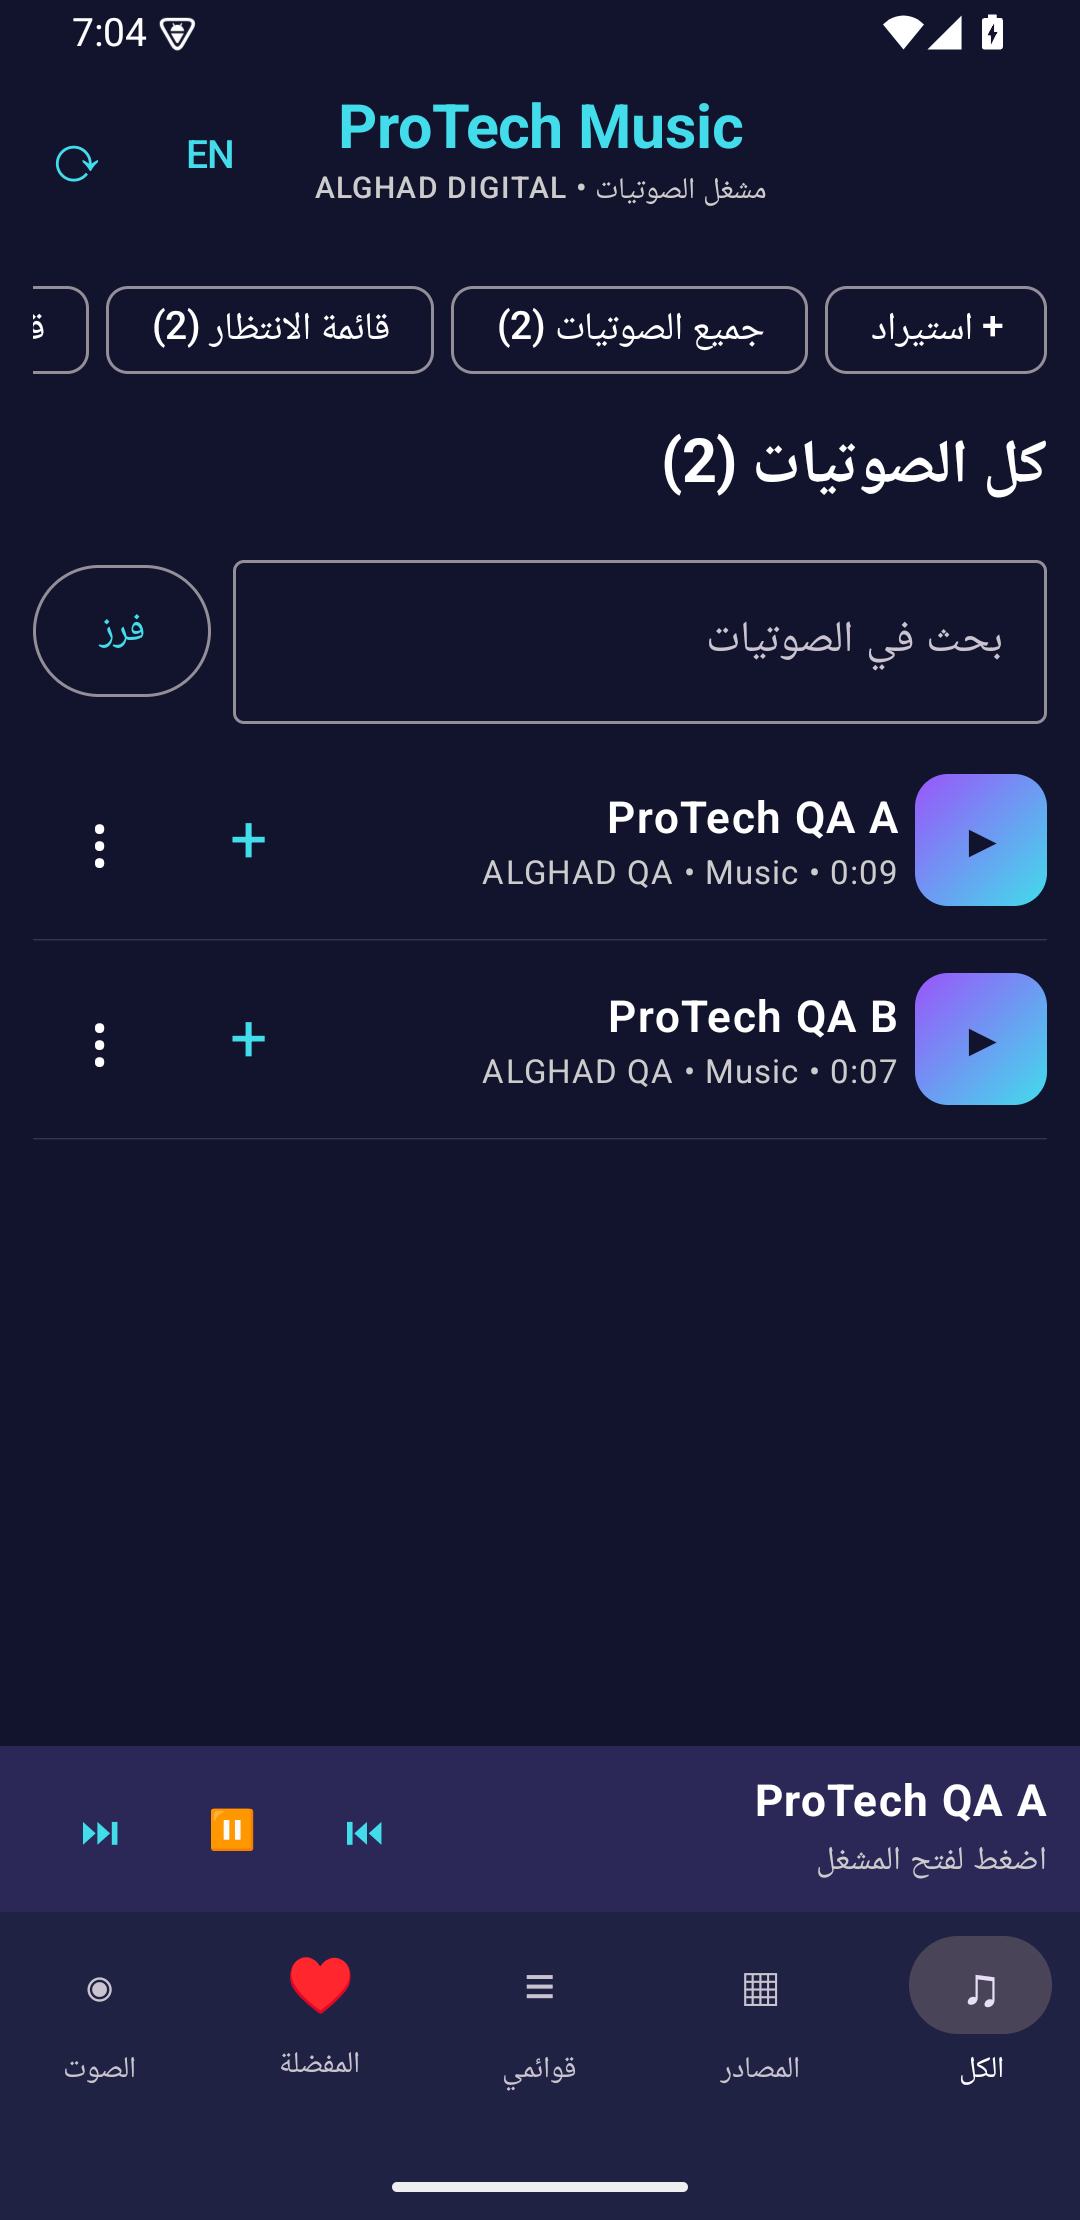 7:04
ProTech Music
EN
ALGHAD DIGITAL • مشغل الصوتيات
+ استيراد
جميع الصوتيات (2)
قائمة الانتظار (2)
كل الصوتيات (2)
بحث في الصوتيات
فرز
ProTech QA A
ALGHAD QA • Music • 0:09
ProTech QA B
ALGHAD QA • Music • 0:07
ProTech QA A
اضغط لفتح المشغل
الكل
المصادر
قوائمي
المفضلة
الصوت